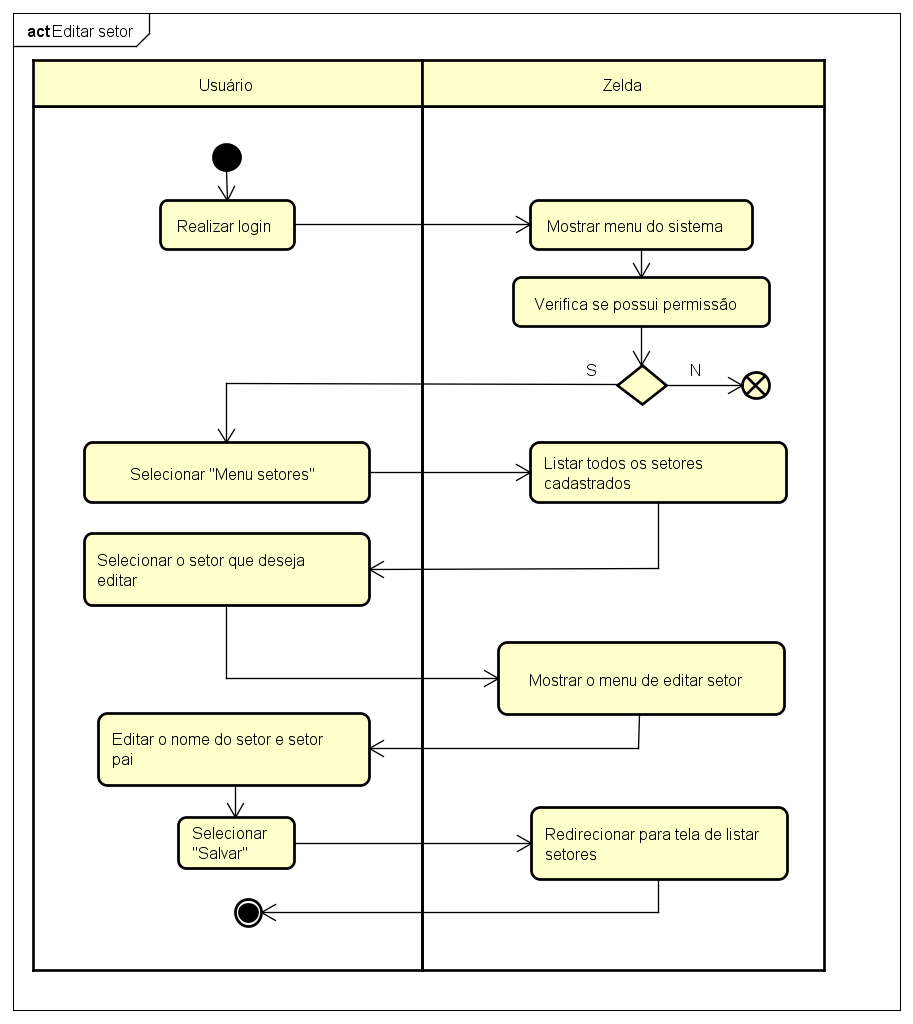 act Editar setor
Usuário
Zelda
Realizar login
Mostrar menu do sistema
Verifica se possui permissão
S
N
Selecionar "Menu setores"
Listar todos os setores
cadastrados
Selecionar o setor que deseja
editar
Mostrar o menu de editar setor
Editar o nome do setor e setor
pai
Selecionar
"Salvar"
Redirecionar para tela de listar
setores